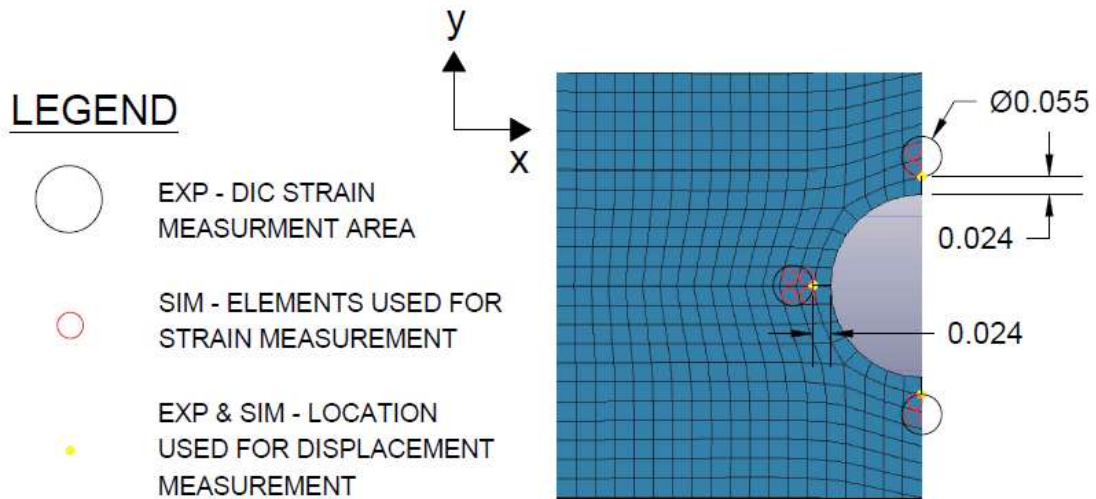 y
x
LEGEND
EXP - DIC STRAIN
MEASURMENT AREA
SIM - ELEMENTS USED FOR
STRAIN MEASUREMENT
EXP & SIM - LOCATION
USED FOR DISPLACEMENT
MEASUREMENT
Ø0.055
0.024
0.024